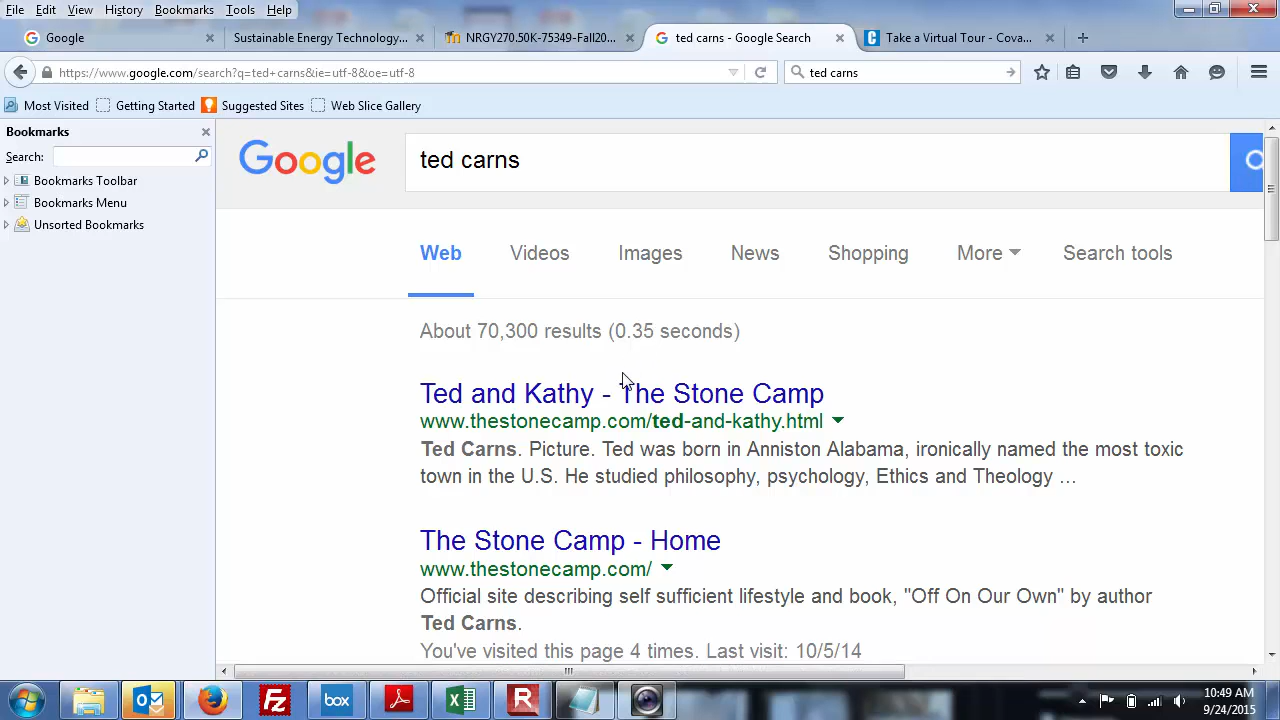 File Edit View History Bookmarks Tools Help
Google
Sustainable Energy Technology...
NRGY270.50K-75349-Fall20...
ted carns - Google Search
Take a Virtual Tour - Cova...
https://www.google.com/search?q=ted+carns&ie=utf-8&oe=utf-8
ted carns
Most Visited Getting Started Suggested Sites Web Slice Gallery
Bookmarks
Search:
Bookmarks Toolbar
Bookmarks Menu
Unsorted Bookmarks
Google
ted carns
Web Videos Images News Shopping More Search tools
About 70,300 results (0.35 seconds)
Ted and Kathy - The Stone Camp
www.thestonecamp.com/ted-and-kathy.html
Ted Carns. Picture. Ted was born in Anniston Alabama, ironically named the most toxic
town in the U.S. He studied philosophy, psychology, Ethics and Theology ...
The Stone Camp - Home
www.thestonecamp.com/
Official site describing self sufficient lifestyle and book, "Off On Our Own" by author
Ted Carns.
You've visited this page 4 times. Last visit: 10/5/14
box
10:49 AM
9/24/2015